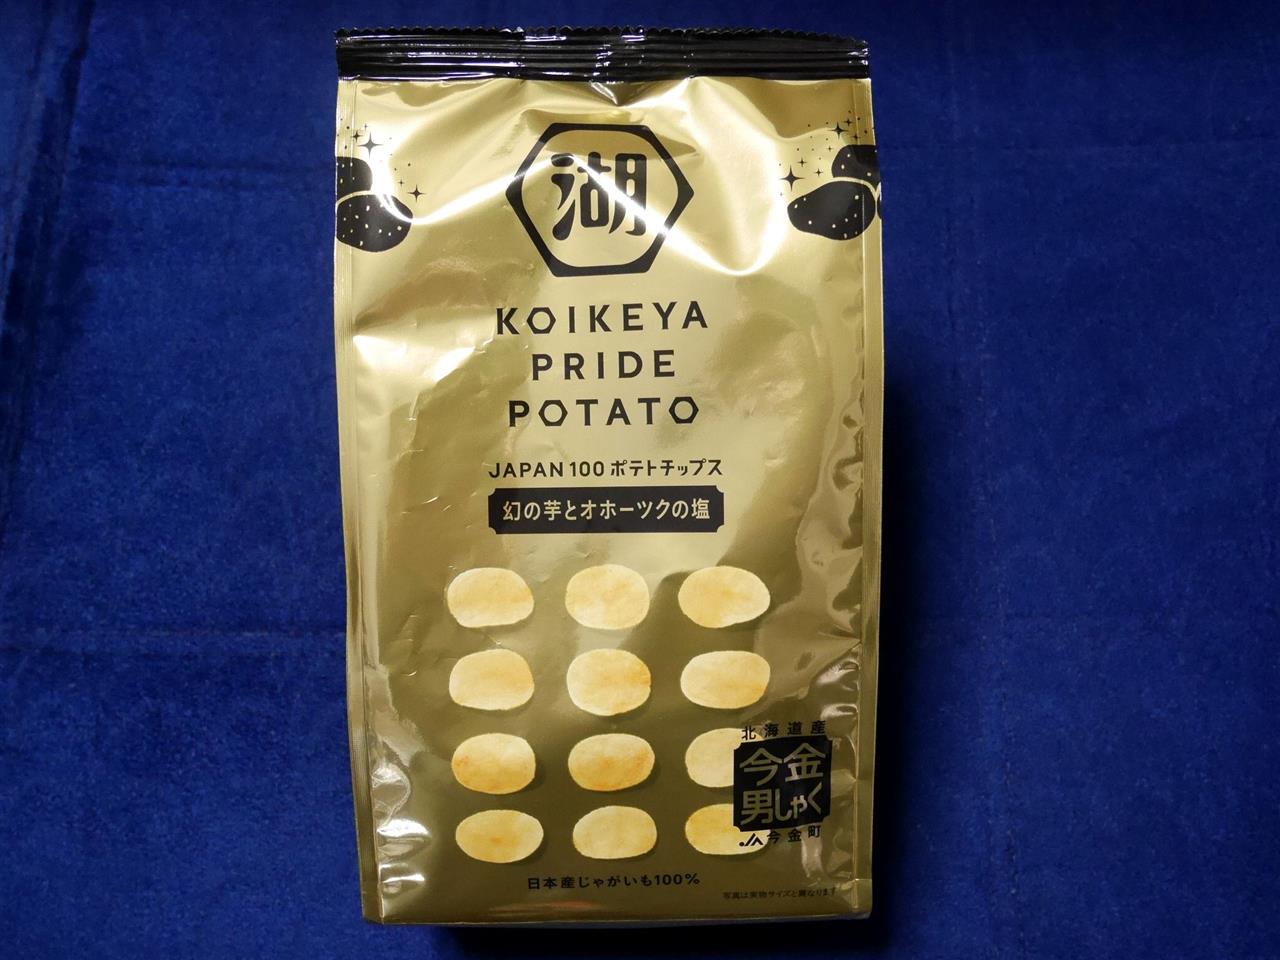 湖
KOIKEYA
PRIDE
POTATO
JAPAN 100 ポテトチップス
幻の芋とオホーツクの塩
北海道産
今金
男しゃく
JA今金町
日本産じゃがいも100%
写真は実物サイズと異なります